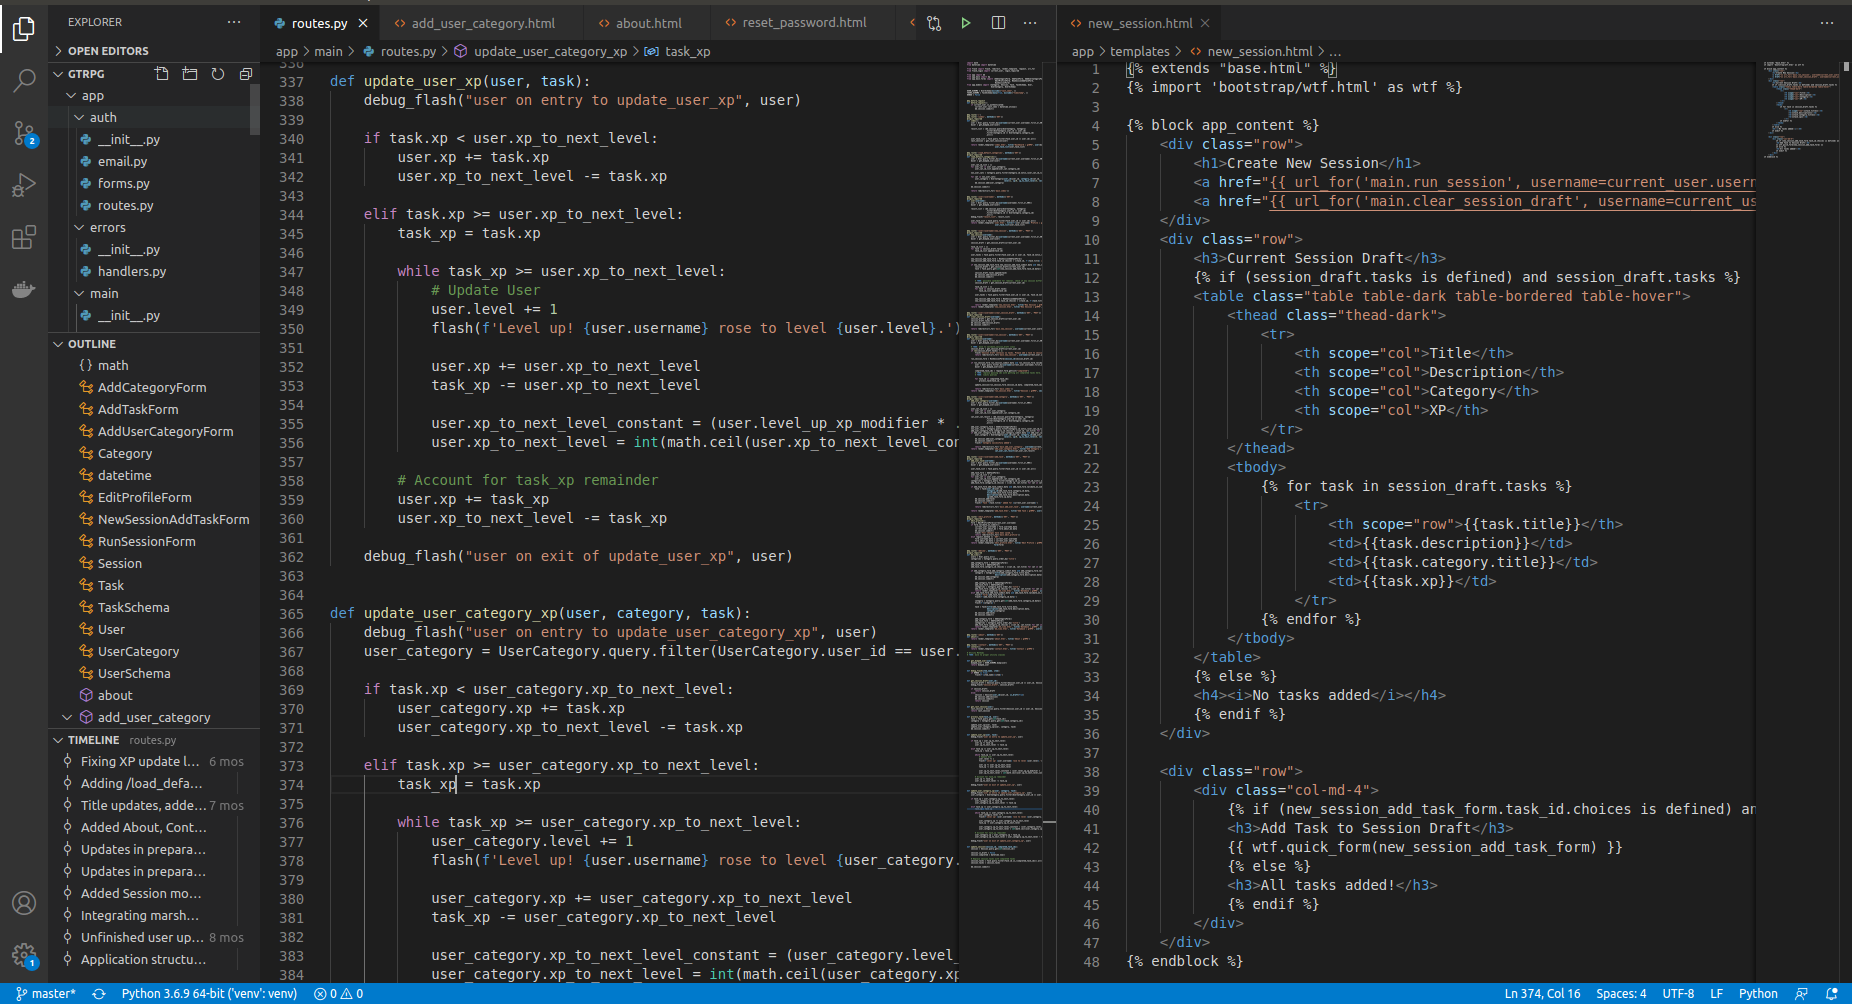 EXPLORER
OPEN EDITORS
GTRPG
app
auth
__init__.py
email.py
forms.py
routes.py
errors
__init__.py
handlers.py
main
__init__.py
OUTLINE
math
AddCategoryForm
AddTaskForm
AddUserCategoryForm
Category
datetime
EditProfileForm
NewSessionAddTaskForm
RunSessionForm
Session
Task
TaskSchema
User
UserCategory
UserSchema
about
add_user_category
TIMELINE routes.py
Fixing XP update l... 6 mos
Adding /load_defa...
Title updates, adde... 7 mos
Added About, Cont...
Updates in prepara...
Updates in prepara...
Added Session mo...
Integrating marsh...
Unfinished user up... 8 mos
Application structu...
2
1
routes.py
add_user_category.html
about.html
reset_password.html
app > main > routes.py > update_user_category_xp > task_xp
336
337 def update_user_xp(user, task):
338 debug_flash("user on entry to update_user_xp", user)
339
340 if task.xp < user.xp_to_next_level:
341 user.xp += task.xp
342 user.xp_to_next_level -= task.xp
343
344 elif task.xp >= user.xp_to_next_level:
345 task_xp = task.xp
346
347 while task_xp >= user.xp_to_next_level:
348 # Update User
349 user.level += 1
350 flash(f'Level up! {user.username} rose to level {user.level}.')
351
352 user.xp += user.xp_to_next_level
353 task_xp -= user.xp_to_next_level
354
355 user.xp_to_next_level_constant = (user.level_up_xp_modifier * .
356 user.xp_to_next_level = int(math.ceil(user.xp_to_next_level_con
357
358 # Account for task_xp remainder
359 user.xp += task_xp
360 user.xp_to_next_level -= task_xp
361
362 debug_flash("user on exit of update_user_xp", user)
363
364
365 def update_user_category_xp(user, category, task):
366 debug_flash("user on entry to update_user_category_xp", user)
367 user_category = UserCategory.query.filter(UserCategory.user_id == user.
368
369 if task.xp < user_category.xp_to_next_level:
370 user_category.xp += task.xp
371 user_category.xp_to_next_level -= task.xp
372
373 elif task.xp >= user_category.xp_to_next_level:
374 task_xp = task.xp
375
376 while task_xp >= user_category.xp_to_next_level:
377 user_category.level += 1
378 flash(f'Level up! {user.username} rose to level {user_category.
379
380 user_category.xp += user_category.xp_to_next_level
381 task_xp -= user_category.xp_to_next_level
382
383 user_category.xp_to_next_level_constant = (user_category.level_
384 user_category.xp_to_next_level = int(math.ceil(user_category.xp
new_session.html
app > templates > new_session.html > ...
1 {% extends "base.html" %}
2 {% import 'bootstrap/wtf.html' as wtf %}
3
4 {% block app_content %}
5 <div class="row">
6 <h1>Create New Session</h1>
7 <a href="{{ url_for('main.run_session', username=current_user.usern
8 <a href="{{ url_for('main.clear_session_draft', username=current_us
9 </div>
10 <div class="row">
11 <h3>Current Session Draft</h3>
12 {% if (session_draft.tasks is defined) and session_draft.tasks %}
13 <table class="table table-dark table-bordered table-hover">
14 <thead class="thead-dark">
15 <tr>
16 <th scope="col">Title</th>
17 <th scope="col">Description</th>
18 <th scope="col">Category</th>
19 <th scope="col">XP</th>
20 </tr>
21 </thead>
22 <tbody>
23 {% for task in session_draft.tasks %}
24 <tr>
25 <th scope="row">{{task.title}}</th>
26 <td>{{task.description}}</td>
27 <td>{{task.category.title}}</td>
28 <td>{{task.xp}}</td>
29 </tr>
30 {% endfor %}
31 </tbody>
32 </table>
33 {% else %}
34 <h4><i>No tasks added</i></h4>
35 {% endif %}
36 </div>
37
38 <div class="row">
39 <div class="col-md-4">
40 {% if (new_session_add_task_form.task_id.choices is defined) an
41 <h3>Add Task to Session Draft</h3>
42 {{ wtf.quick_form(new_session_add_task_form) }}
43 {% else %}
44 <h3>All tasks added!</h3>
45 {% endif %}
46 </div>
47 </div>
48 {% endblock %}
master* Python 3.6.9 64-bit ('venv': venv) 0 0 Ln 374, Col 16 Spaces: 4 UTF-8 LF Python